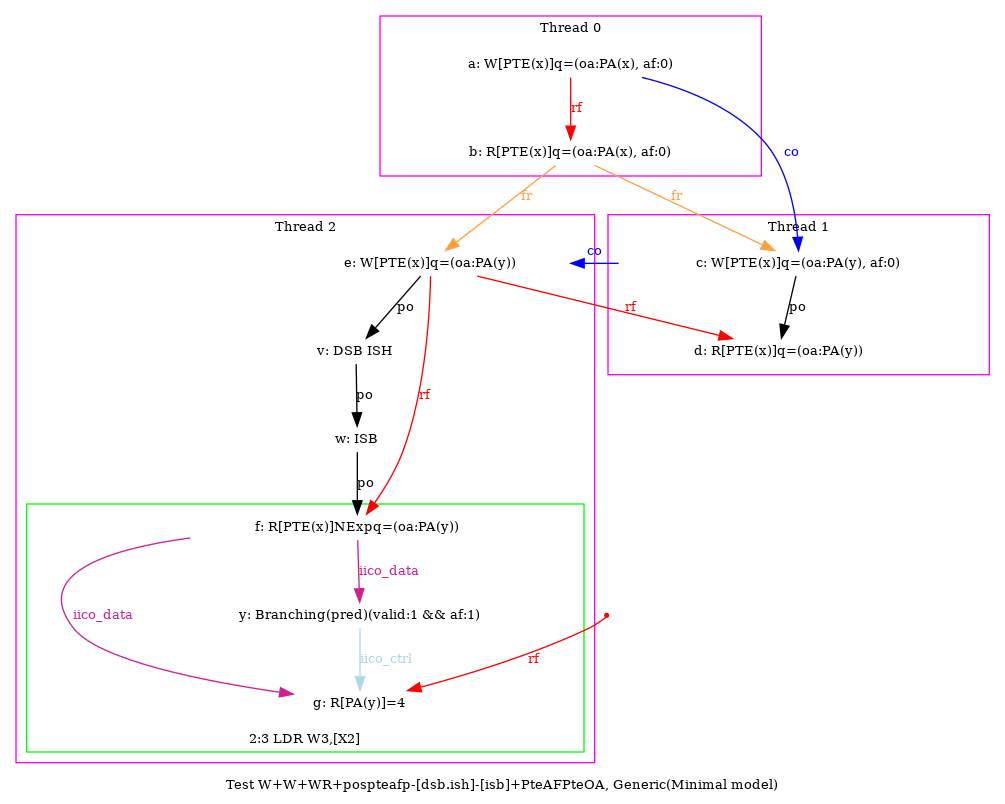 Thread 0
a: W[PTE(x)]q=(oa:PA(x), af:0)
rf
co
b: R[PTE(x)]q=(oa:PA(x), af:0)
fr
fr
Thread 2
Thread 1
co
e: W[PTE(x)]q=(oa:PA(y))
c: W[PTE(x)]q=(oa:PA(y), af:0)
po
rf
po
v: DSB ISH
d: R[PTE(x)]q=(oa:PA(y))
po
rf
w: ISB
po
f: R[PTE(x)]NExpq=(oa:PA(y))
iico_data
iico_data
y: Branching(pred)(valid:1 && af:1)
iico_ctrl
rf
g: R[PA(y)]=4
2:3 LDR W3,[X2]
Test W+W+WR+pospteafp-[dsb.ish]-[isb]+PteAFPteOA, Generic(Minimal model)